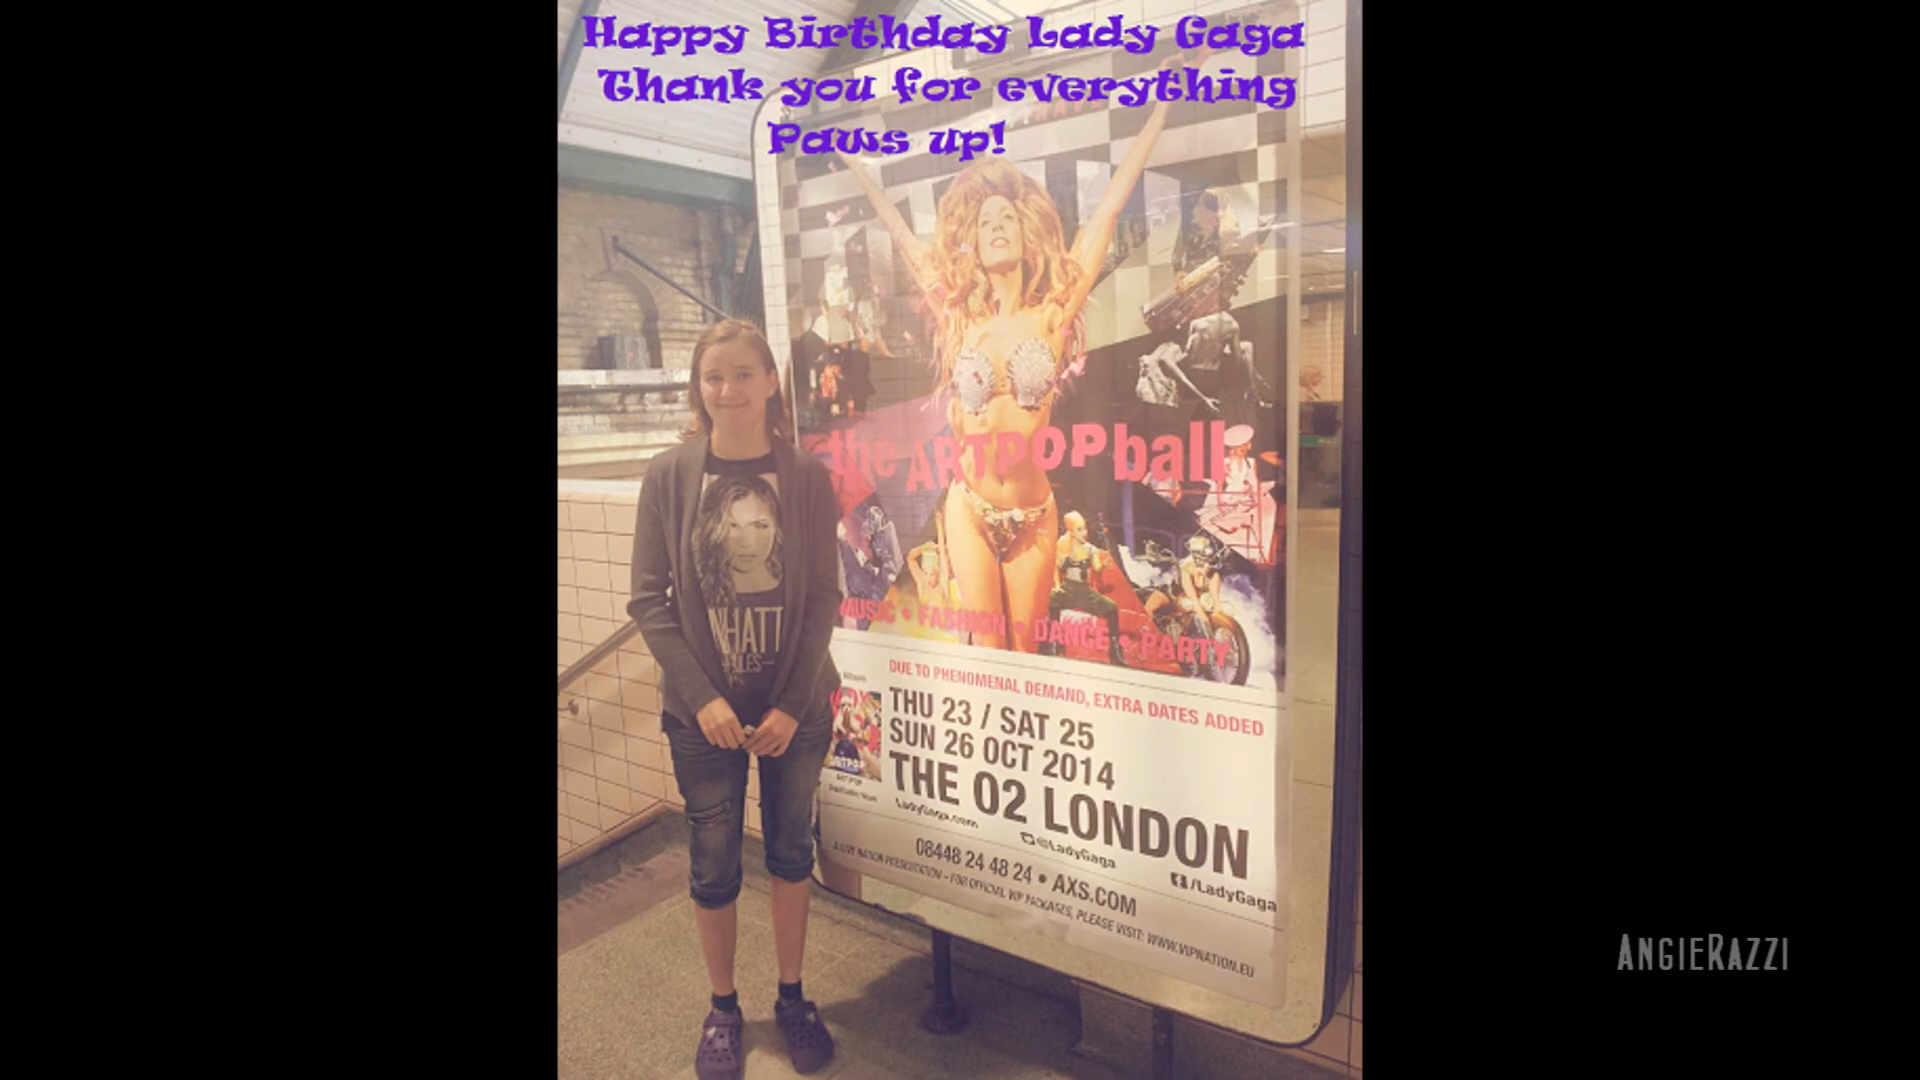 Happy Birthday Lady Gaga
Thank you for everything
Paws up!
the ARTPOP ball
MUSIC • FASHION • DANCE • PARTY
NHATT
DUE TO PHENOMENAL DEMAND, EXTRA DATES ADDED
THU 23 / SAT 25
SUN 26 OCT 2014
THE O2 LONDON
LadyGaga.com
@LadyGaga
/LadyGaga
08448 24 48 24 • AXS.COM
A LIVE NATION PRESENTATION – FOR OFFICIAL VIP PACKAGES, PLEASE VISIT: WWW.VIPNATION.EU
ANGIERAZZI